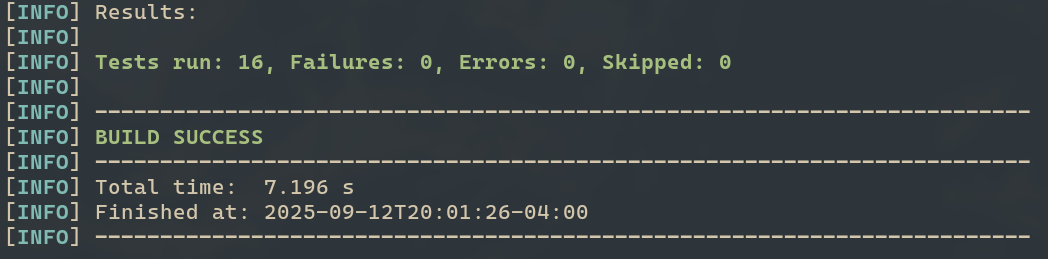 [INFO] Results:
[INFO]
[INFO] Tests run: 16, Failures: 0, Errors: 0, Skipped: 0
[INFO]
[INFO] ------------------------------------------------------------------------
[INFO] BUILD SUCCESS
[INFO] ------------------------------------------------------------------------
[INFO] Total time:  7.196 s
[INFO] Finished at: 2025-09-12T20:01:26-04:00
[INFO] ------------------------------------------------------------------------